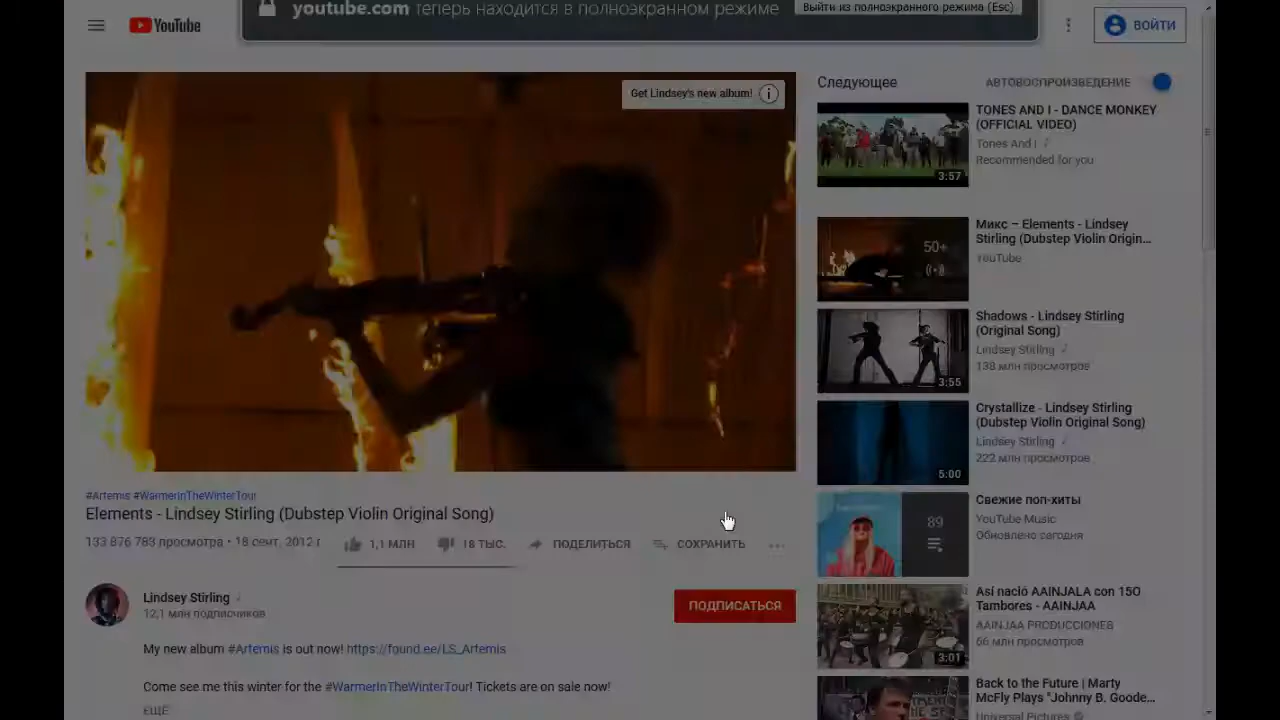 youtube.com теперь находится в полноэкранном режиме
Выйти из полноэкранного режима (Esc)
YouTube
ВОЙТИ
Get Lindsey's new album!
#Artemis #WarmerInTheWinterTour
Elements - Lindsey Stirling (Dubstep Violin Original Song)
133 876 783 просмотра • 18 сент. 2012 г
1,1 МЛН
18 ТЫС.
ПОДЕЛИТЬСЯ
СОХРАНИТЬ
Lindsey Stirling
12,1 млн подписчиков
ПОДПИСАТЬСЯ
My new album #Artemis is out now! https://found.ee/LS_Artemis
Come see me this winter for the #WarmerInTheWinterTour! Tickets are on sale now!
ЕЩЁ
Следующее
АВТОВОСПРОИЗВЕДЕНИЕ
TONES AND I - DANCE MONKEY
(OFFICIAL VIDEO)
Tones And I
Recommended for you
3:57
Микс – Elements - Lindsey
Stirling (Dubstep Violin Origin...
YouTube
50+
Shadows - Lindsey Stirling
(Original Song)
Lindsey Stirling
138 млн просмотров
3:55
Crystallize - Lindsey Stirling
(Dubstep Violin Original Song)
Lindsey Stirling
222 млн просмотров
5:00
Свежие поп-хиты
YouTube Music
Обновлено сегодня
89
Así nació AAINJALA con 150
Tambores - AAINJAA
AAINJAA PRODUCCIONES
66 млн просмотров
3:01
Back to the Future | Marty
McFly Plays "Johnny B. Goode...
Universal Pictures